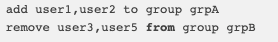 add user1,user2 to group grpA
remove user3,user5 from group grpB